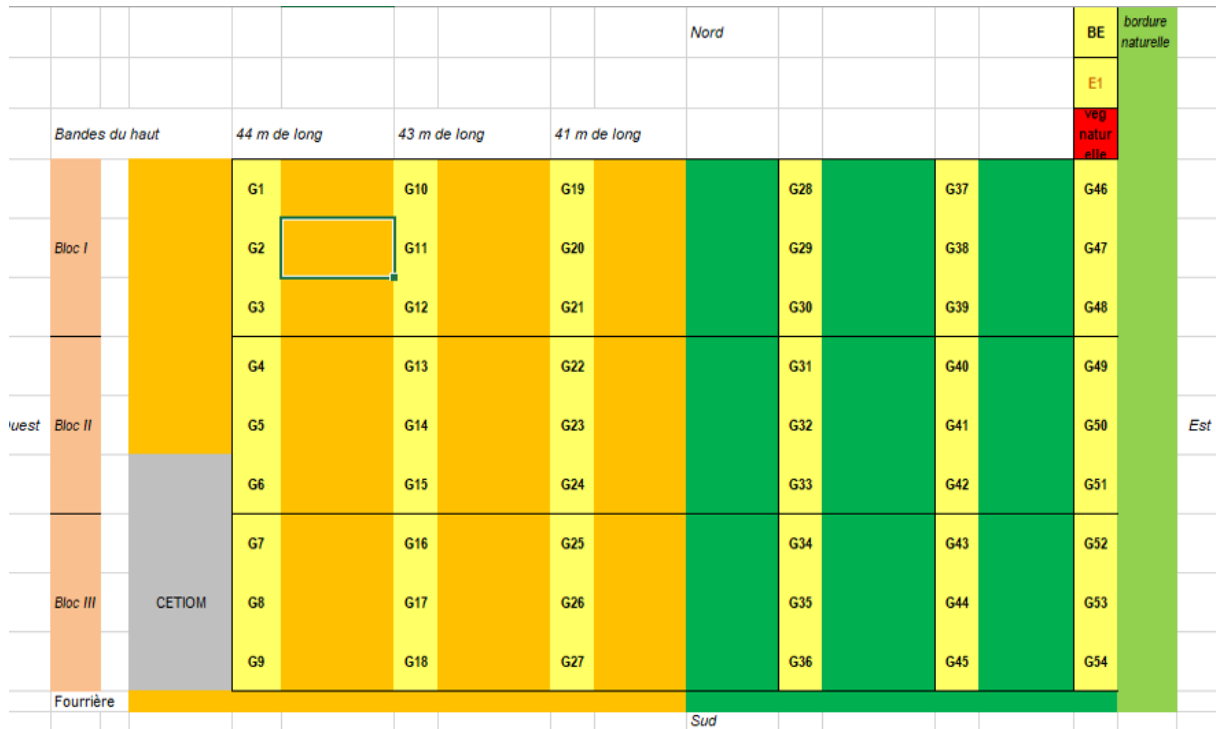 Nord
BE
bordure
naturelle
E1
veg
natur
elle
Bandes du haut
44 m de long
43 m de long
41 m de long
G1 G10 G19 G28 G37 G46
Bloc I G2 G11 G20 G29 G38 G47
G3 G12 G21 G30 G39 G48
G4 G13 G22 G31 G40 G49
uest Bloc II G5 G14 G23 G32 G41 G50 Est
G6 G15 G24 G33 G42 G51
G7 G16 G25 G34 G43 G52
Bloc III CETIOM G8 G17 G26 G35 G44 G53
G9 G18 G27 G36 G45 G54
Fourrière
Sud